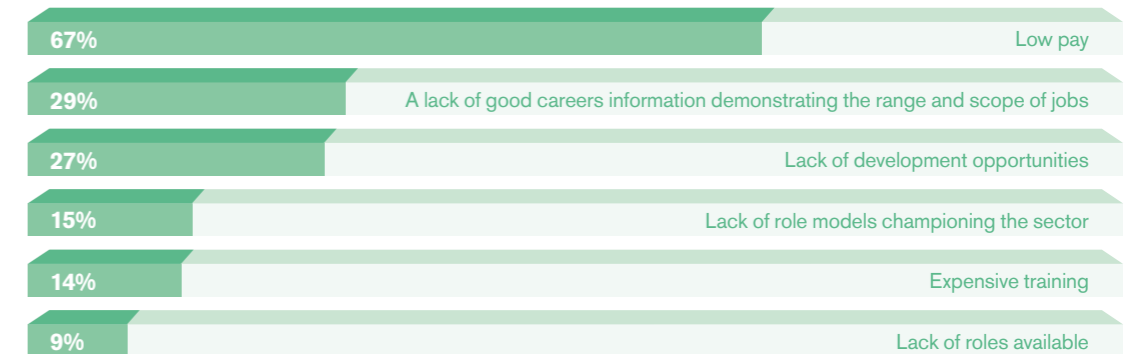 67% Low pay
29% A lack of good careers information demonstrating the range and scope of jobs
27% Lack of development opportunities
15% Lack of role models championing the sector
14% Expensive training
9% Lack of roles available